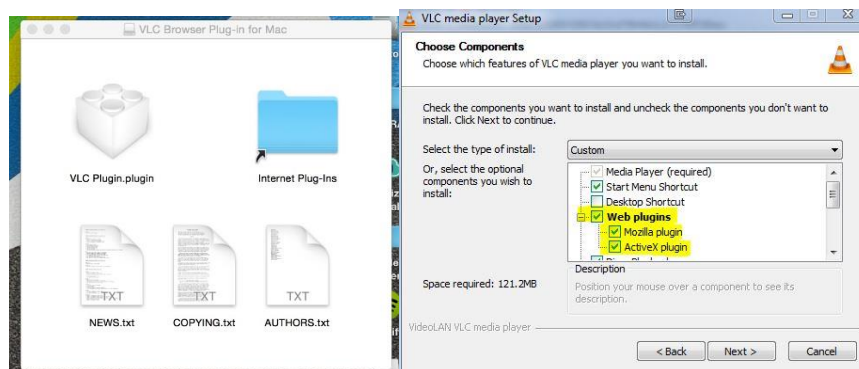 VLC Browser Plug-in for Mac
VLC Plugin.plugin
Internet Plug-Ins
TXT
TXT
TXT
NEWS.txt
COPYING.txt
AUTHORS.txt
VLC media player Setup
Choose Components
Choose which features of VLC media player you want to install.
Check the components you want to install and uncheck the components you don't want to
install. Click Next to continue.
Select the type of install:
Custom
Or, select the optional
components you wish to
install:
Media Player (required)
Start Menu Shortcut
Desktop Shortcut
Web plugins
Mozilla plugin
ActiveX plugin
Space required: 121.2MB
Description
Position your mouse over a component to see its
description.
VideoLAN VLC media player
< Back
Next >
Cancel